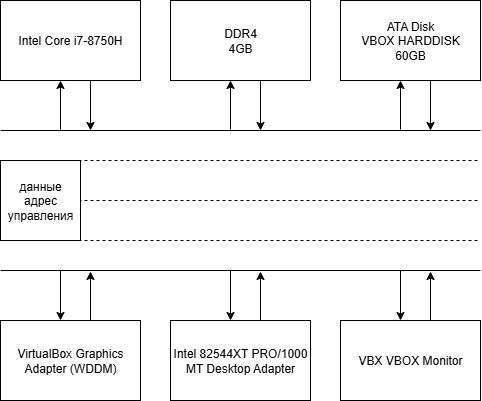 Intel Core i7-8750H
DDR4
4GB
ATA Disk
VBOX HARDDISK
60GB
данные
адрес
управления
VirtualBox Graphics
Adapter (WDDM)
Intel 82544XT PRO/1000
MT Desktop Adapter
VBX VBOX Monitor